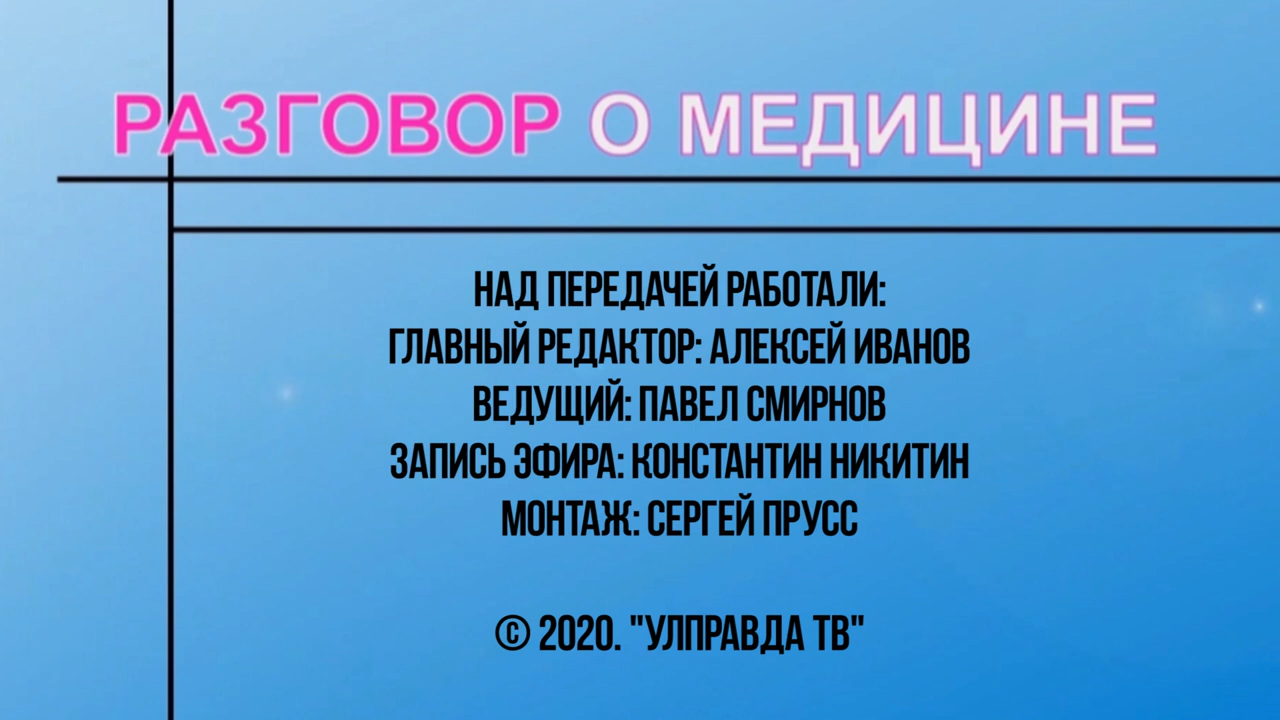 РАЗГОВОР О МЕДИЦИНЕ
НАД ПЕРЕДАЧЕЙ РАБОТАЛИ:
ГЛАВНЫЙ РЕДАКТОР: АЛЕКСЕЙ ИВАНОВ
ВЕДУЩИЙ: ПАВЕЛ СМИРНОВ
ЗАПИСЬ ЭФИРА: КОНСТАНТИН НИКИТИН
МОНТАЖ: СЕРГЕЙ ПРУСС
© 2020. "УЛПРАВДА ТВ"